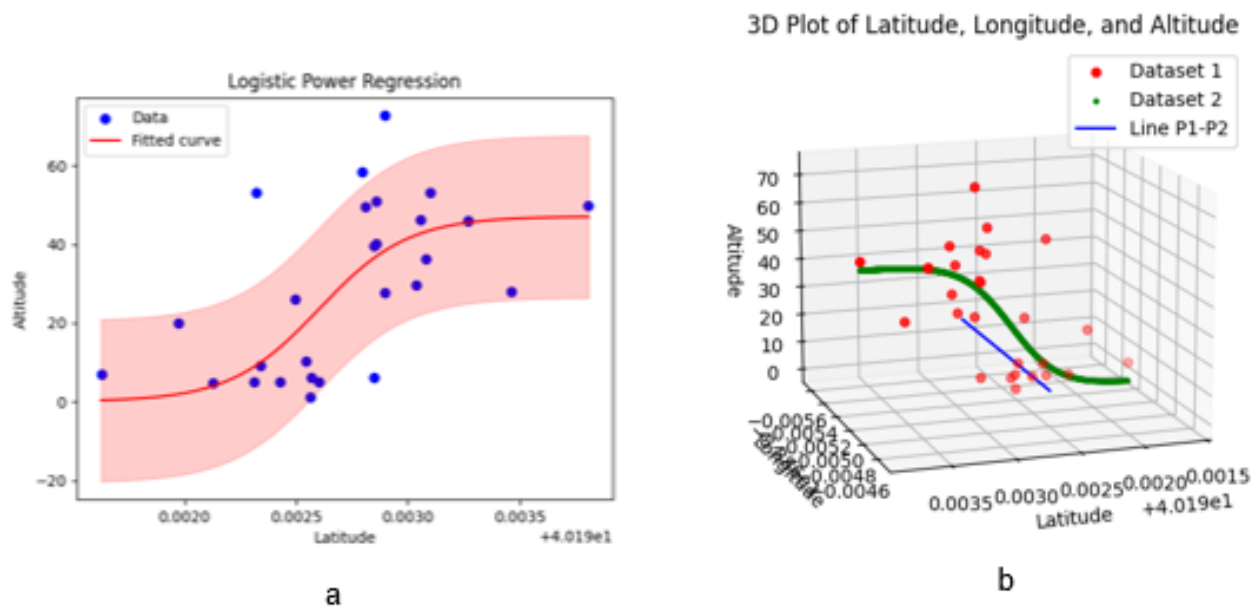 Logistic Power Regression
Data
Fitted curve
Altitude
60
40
20
0
−20
0.0020
0.0025
0.0030
0.0035
+4.019e1
Latitude
a
3D Plot of Latitude, Longitude, and Altitude
Dataset 1
Dataset 2
Line P1-P2
Altitude
70
60
50
40
30
20
10
0
−0.0056
−0.0054
−0.0052
−0.0050
−0.0048
−0.0046
Longitude
0.0035
0.0030
0.0025
0.0020
0.0015
+4.019e1
Latitude
b